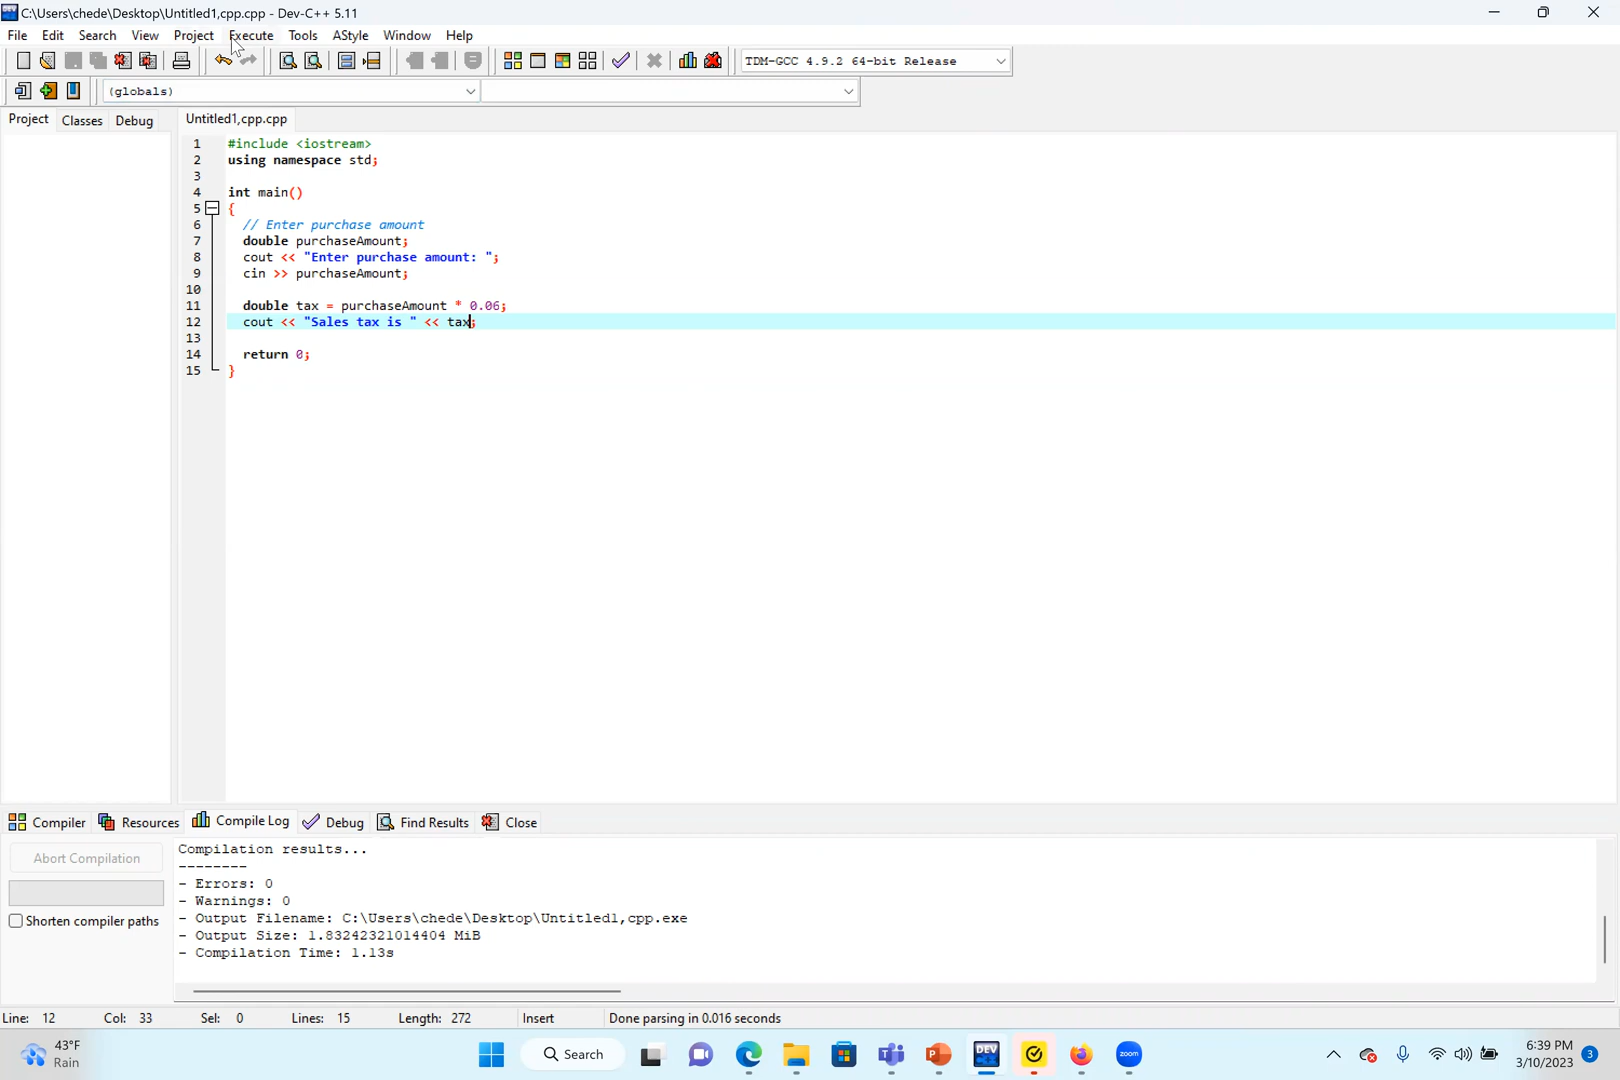 C:\Users\chede\Desktop\Untitled1,cpp.cpp - Dev-C++ 5.11
File Edit Search View Project Execute Tools AStyle Window Help
TDM-GCC 4.9.2 64-bit Release
(globals)
Project Classes Debug Untitled1,cpp.cpp
1 #include <iostream>
2 using namespace std;
3
4 int main()
5 {
6 // Enter purchase amount
7 double purchaseAmount;
8 cout << "Enter purchase amount: ";
9 cin >> purchaseAmount;
10
11 double tax = purchaseAmount * 0.06;
12 cout << "Sales tax is " << tax;
13
14 return 0;
15 }
Compiler Resources Compile Log Debug Find Results Close
Abort Compilation
Shorten compiler paths
Compilation results...
--------
- Errors: 0
- Warnings: 0
- Output Filename: C:\Users\chede\Desktop\Untitled1,cpp.exe
- Output Size: 1.83242321014404 MiB
- Compilation Time: 1.13s
Line: 12 Col: 33 Sel: 0 Lines: 15 Length: 272 Insert Done parsing in 0.016 seconds
43°F
Rain
Search
DEV C++
zoom
6:39 PM
3/10/2023
3